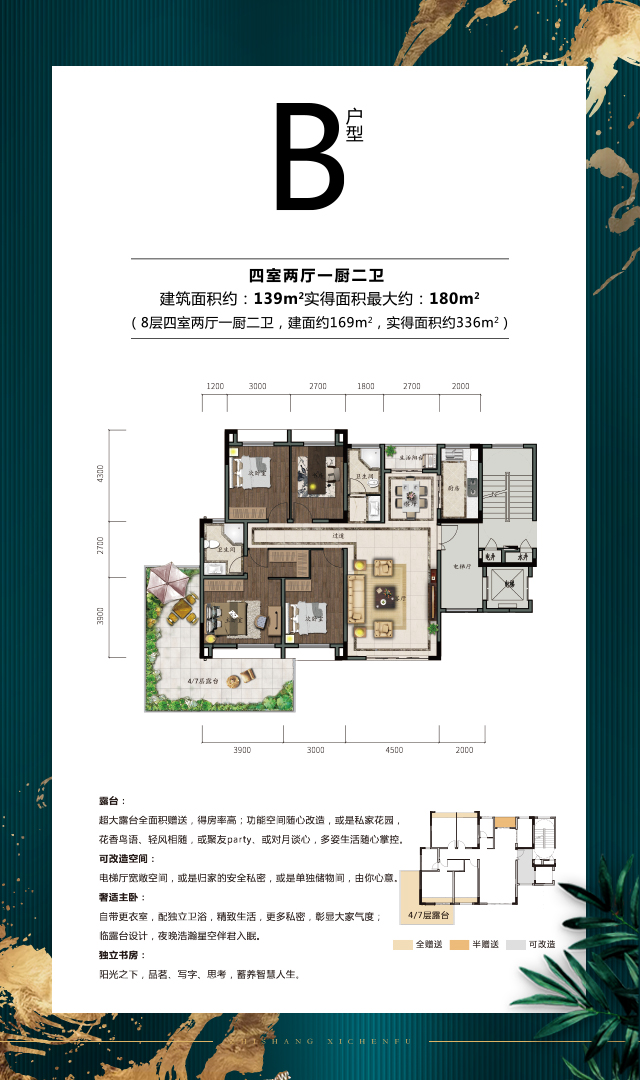 B
户型
四室两厅一厨二卫
建筑面积约：139m²实得面积最大约：180m²
（8层四室两厅一厨二卫，建面约169m²，实得面积约336m²）
1200 3000 2700 1800 2700 2000
4300
2700
3900
次卧室
卫生间
生活阳台
餐厅
厨房
过道
卫生间
电梯厅
电井
水井
电梯
次卧室
客厅
4/7层露台
3900 3000 4500 2000
露台：
超大露台全面积赠送，得房率高；功能空间随心改造，或是私家花园，
花香鸟语、轻风相随，或聚友party、或对月谈心，多姿生活随心掌控。
可改造空间：
电梯厅宽敞空间，或是归家的安全私密，或是单独储物间，由你心意。
奢适主卧：
自带更衣室，配独立卫浴，精致生活，更多私密，彰显大家气度；
临露台设计，夜晚浩瀚星空伴君入眠。
独立书房：
阳光之下，品茗、写字、思考，蓄养智慧人生。
4/7层露台
全赠送 半赠送 可改造
SHISHANG XICHENFU